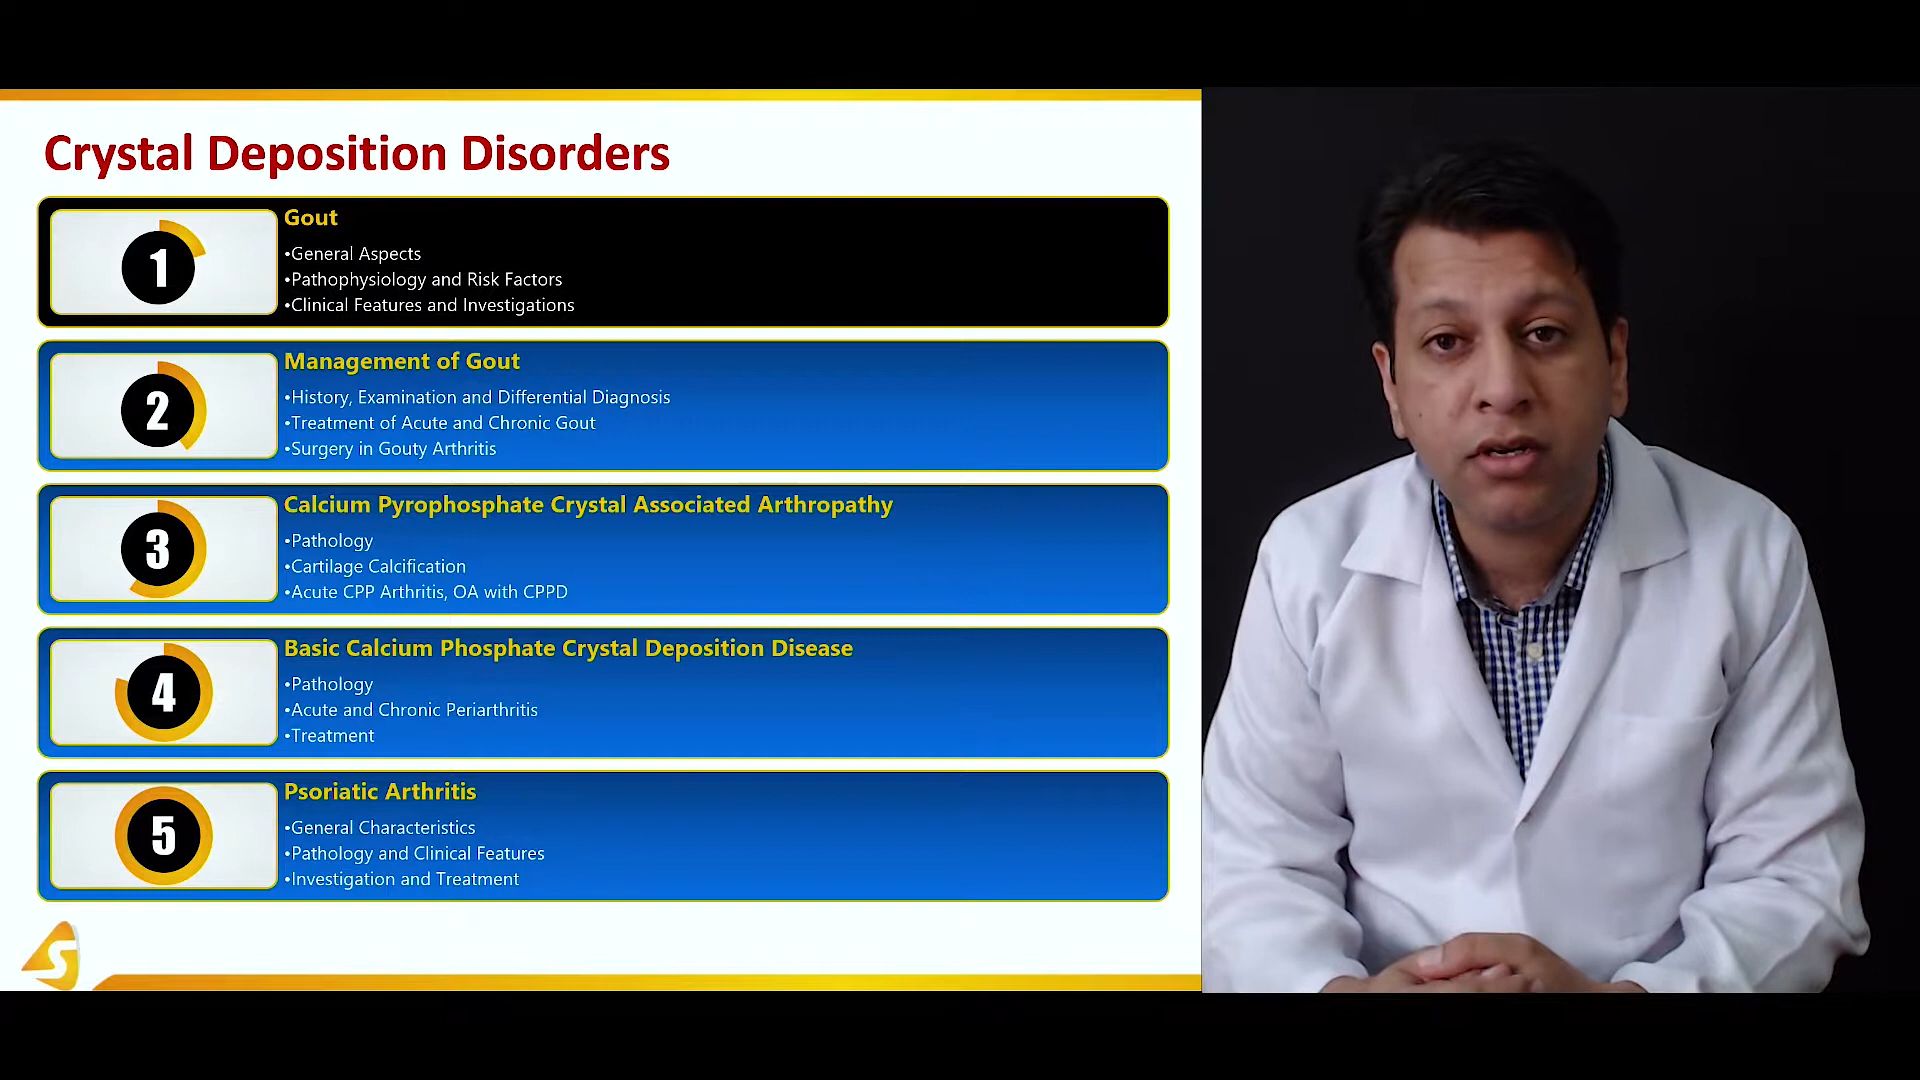 Crystal Deposition Disorders
1
Gout
•General Aspects
•Pathophysiology and Risk Factors
•Clinical Features and Investigations
2
Management of Gout
•History, Examination and Differential Diagnosis
•Treatment of Acute and Chronic Gout
•Surgery in Gouty Arthritis
3
Calcium Pyrophosphate Crystal Associated Arthropathy
•Pathology
•Cartilage Calcification
•Acute CPP Arthritis, OA with CPPD
4
Basic Calcium Phosphate Crystal Deposition Disease
•Pathology
•Acute and Chronic Periarthritis
•Treatment
5
Psoriatic Arthritis
•General Characteristics
•Pathology and Clinical Features
•Investigation and Treatment
S